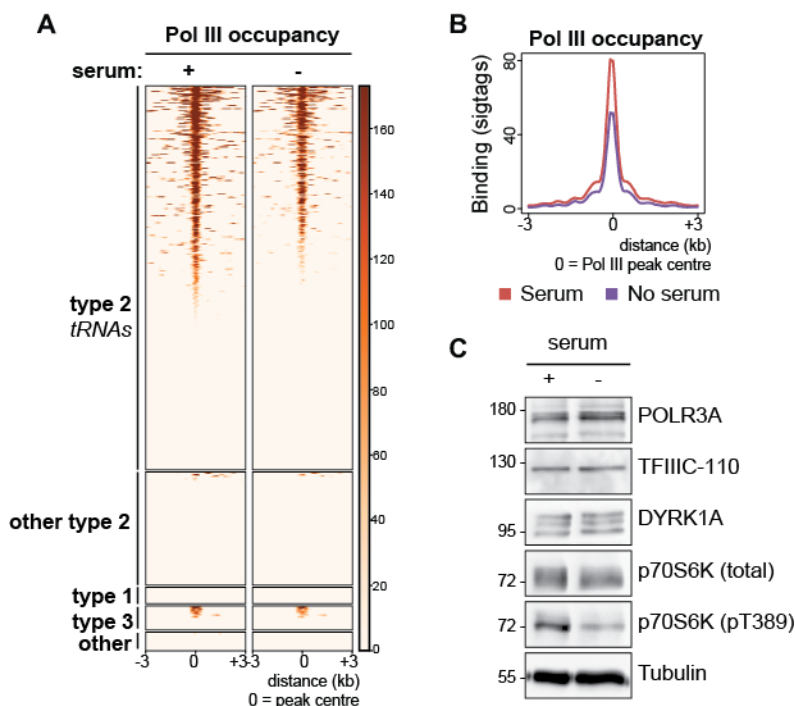 A
Pol III occupancy
serum: + -
type 2
tRNAs
other type 2
type 1
type 3
other
160
120
100
80
60
40
20
0
-3 0 +3-3 0 +3
distance (kb)
0 = peak centre
B
Pol III occupancy
Binding (sigtags)
80
40
0
-3 0 +3
distance (kb)
0 = Pol III peak centre
Serum No serum
C
serum
+ -
180 POLR3A
130 TFIIIC-110
95 DYRK1A
72 p70S6K (total)
72 p70S6K (pT389)
55 Tubulin